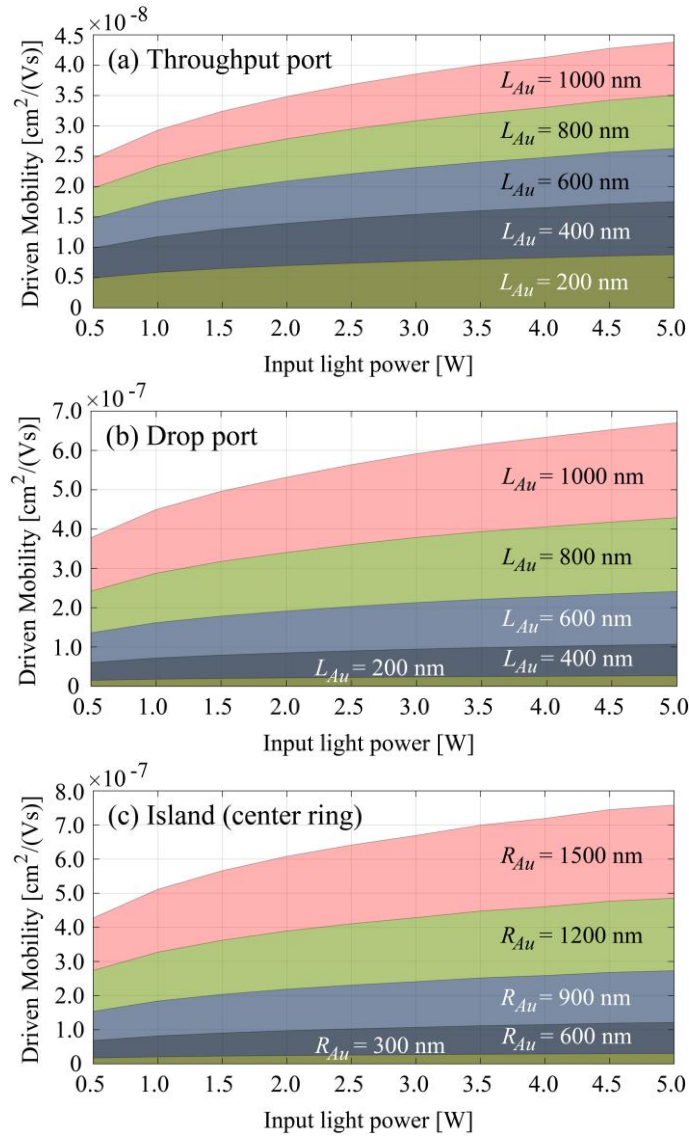 ×10 -8
4.5
(a) Throughput port
4.0
L_Au = 1000 nm
3.5
L_Au = 800 nm
3.0
2.5
L_Au = 600 nm
2.0
1.5
L_Au = 400 nm
1.0
0.5
L_Au = 200 nm
0
Driven Mobility [cm²/(Vs)]
0.5 1.0 1.5 2.0 2.5 3.0 3.5 4.0 4.5 5.0
Input light power [W]
×10 -7
7.0
(b) Drop port
6.0
5.0
L_Au = 1000 nm
4.0
3.0
L_Au = 800 nm
2.0
L_Au = 600 nm
1.0
L_Au = 200 nm
L_Au = 400 nm
0
Driven Mobility [cm²/(Vs)]
0.5 1.0 1.5 2.0 2.5 3.0 3.5 4.0 4.5 5.0
Input light power [W]
×10 -7
8.0
(c) Island (center ring)
7.0
6.0
R_Au = 1500 nm
5.0
4.0
R_Au = 1200 nm
3.0
2.0
R_Au = 900 nm
1.0
R_Au = 300 nm
R_Au = 600 nm
0
Driven Mobility [cm²/(Vs)]
0.5 1.0 1.5 2.0 2.5 3.0 3.5 4.0 4.5 5.0
Input light power [W]